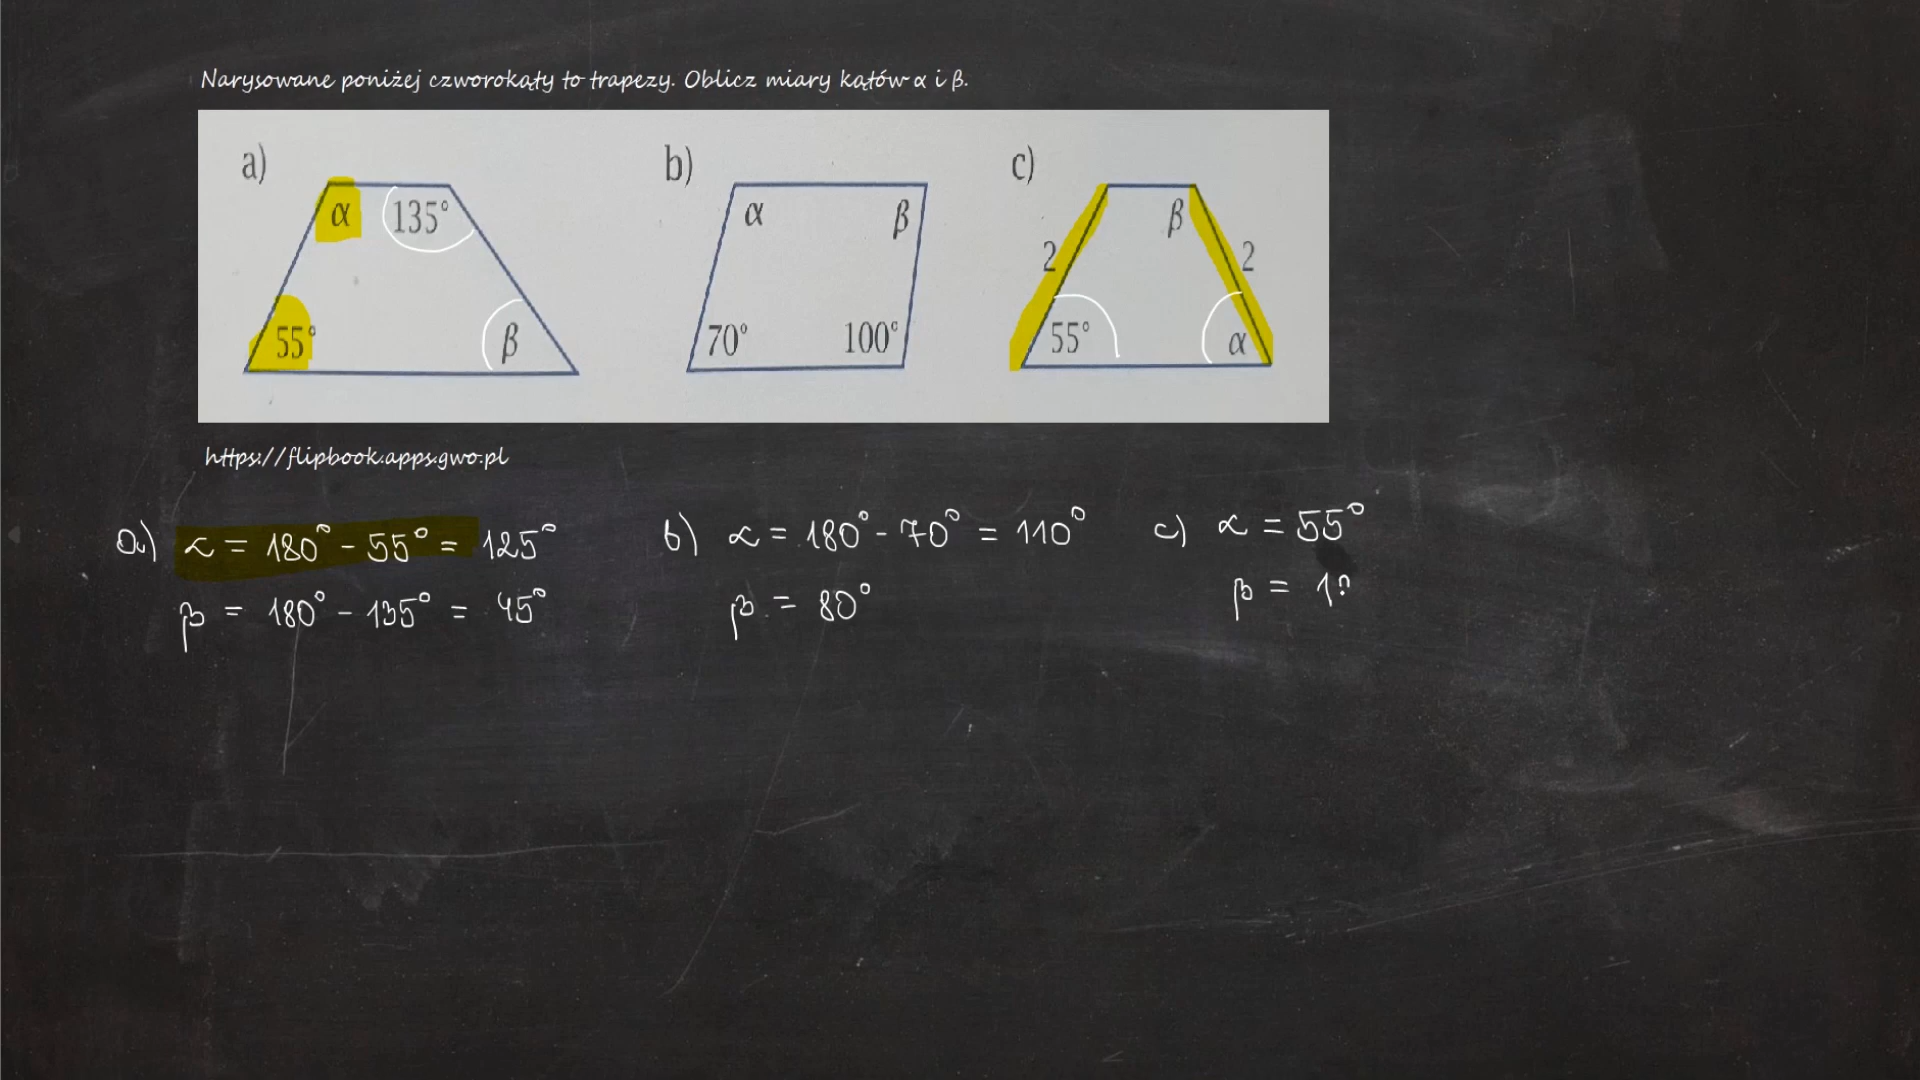 Narysowane poniżej czworokąty to trapezy. Oblicz miary kątów α i β.
a) b) c)
α 135° α β β
2 2
55° β 70° 100° 55° α
https://flipbook.apps.gwo.pl
a) α = 180° - 55° = 125° b) α = 180° - 70° = 110° c) α = 55°
β = 180° - 135° = 45° β = 80° β = 1